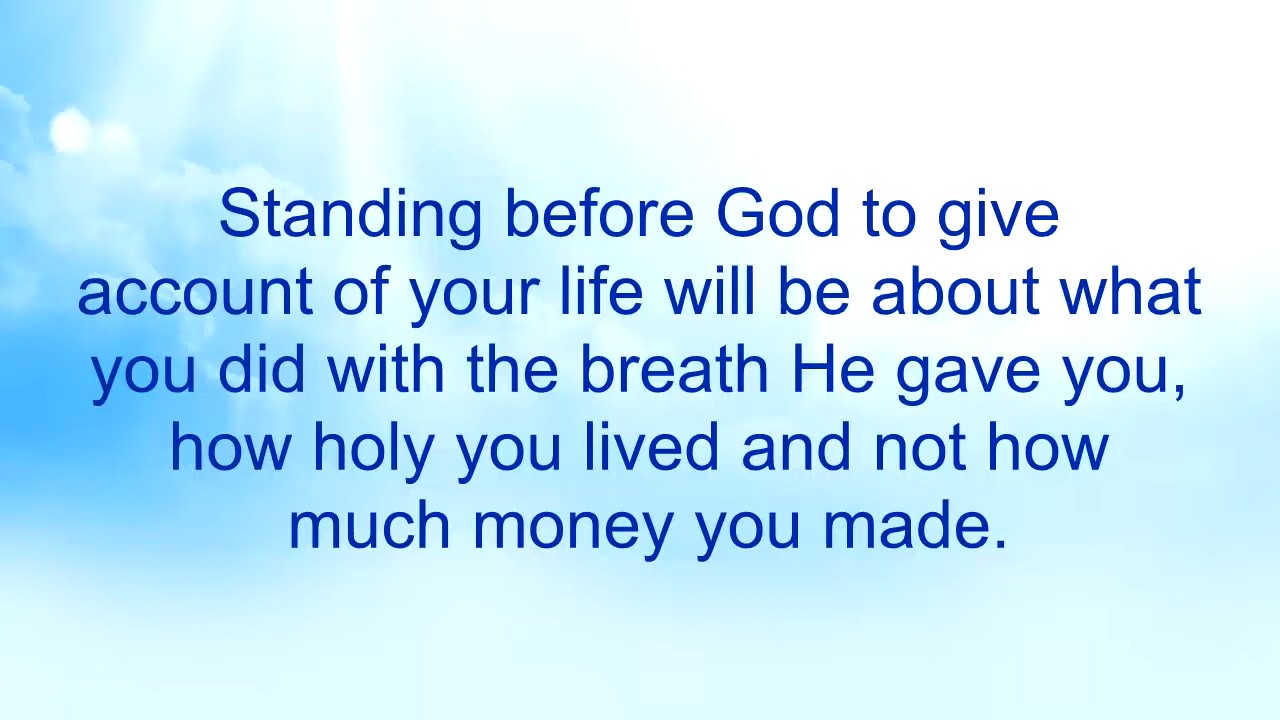 Standing before God to give
account of your life will be about what
you did with the breath He gave you,
how holy you lived and not how
much money you made.